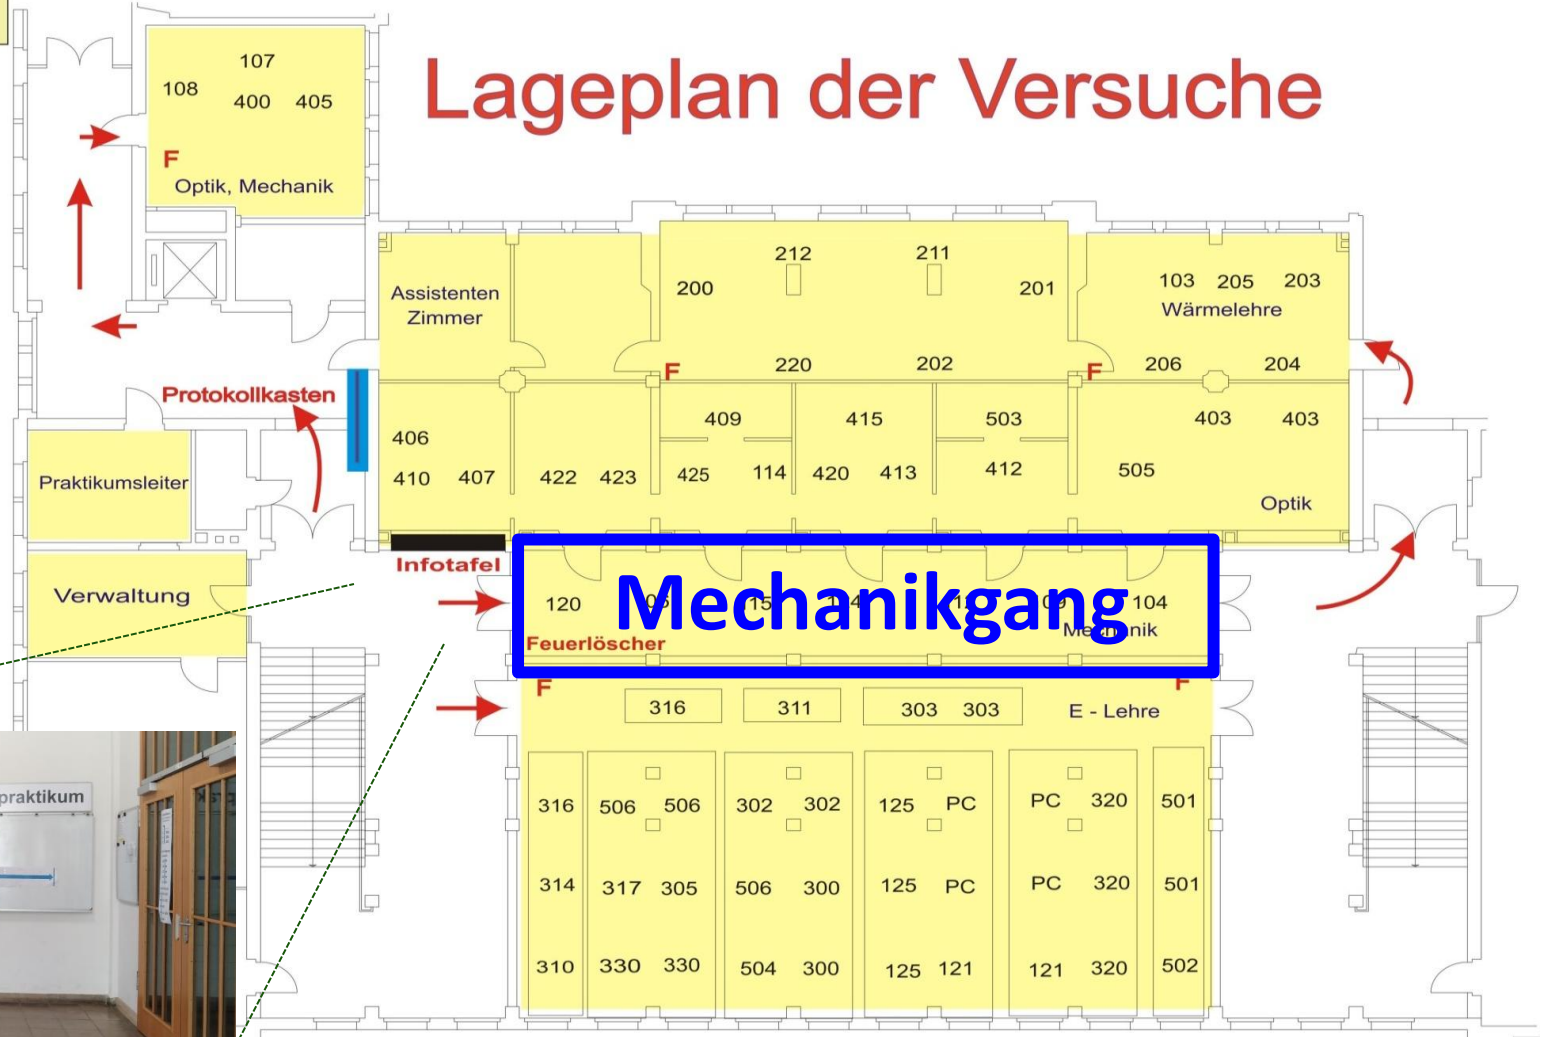 Lageplan der Versuche
107
108 400 405
F
Optik, Mechanik
212 211
200 201
220 202
F
Assistenten
Zimmer
103 205 203
Wärmelehre
206 204
F
Protokollkasten
406
410 407
422 423
409
425 114
415
420 413
503
412
403 403
505
Optik
Praktikumsleiter
Verwaltung
Infotafel
Mechanikgang
120
104
Mechanik
Feuerlöscher
F F
316 311 303 303 E - Lehre
316 506 506 302 302 125 PC PC 320 501
314 317 305 506 300 125 PC PC 320 501
310 330 330 504 300 125 121 121 320 502
praktikum